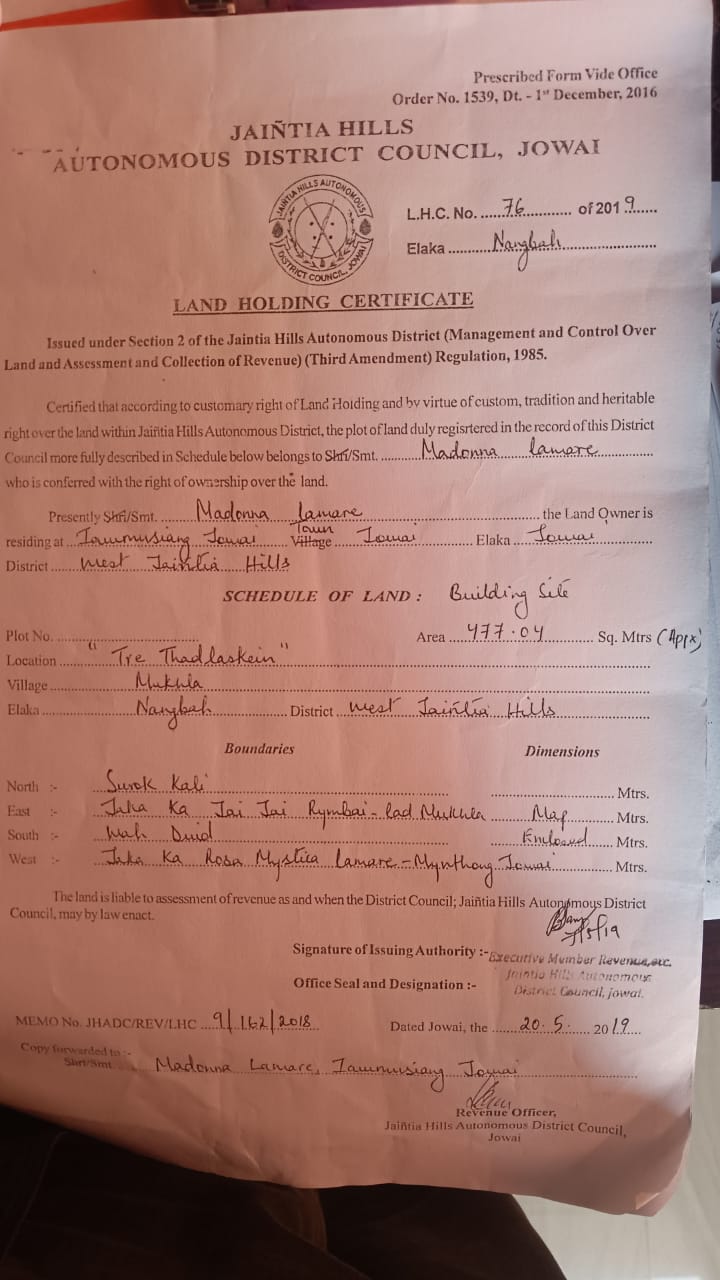 Prescribed Form Vide Office
Order No. 1539, Dt. - 1st December, 2016
JAIÑTIA HILLS
AUTONOMOUS DISTRICT COUNCIL, JOWAI
JAIÑTIA HILLS AUTONOMOUS
DISTRICT COUNCIL, JOWAI
L.H.C. No. ......76............. of 2019......
Elaka ...........Nangbah........................
LAND HOLDING CERTIFICATE
Issued under Section 2 of the Jaintia Hills Autonomous District (Management and Control Over
Land and Assessment and Collection of Revenue) (Third Amendment) Regulation, 1985.
Certified that according to customary right of Land Holding and by virtue of custom, tradition and heritable
right over the land within Jaiñtia Hills Autonomous District, the plot of land duly regisrtered in the record of this District
Council more fully described in Schedule below belongs to Shri/Smt. ........Madonna Lamare.............
who is conferred with the right of ownership over the land.
Presently Shri/Smt. ........Madonna Lamare........................................ the Land Owner is
residing at ...Iawmusiang Jowai Town Village ......Jowai............. Elaka ......Jowai.............
District ......West Jaiñtia Hills
SCHEDULE OF LAND : Building Site
Plot No. .................................... Area ....477.04............ Sq. Mtrs (Appx)
Location ........"Tre Thadlaskein"..............................................
Village ......................Mukhla..............................................
Elaka ......................Nangbah.................. District ..West Jaiñtia Hills............
Boundaries Dimensions
North :- ...Surok Kali............................................ ............................... Mtrs.
East :- ..Jaka Ka Jai Jai Rymbai - Lad Mukhla ..........Map............ Mtrs.
South :- ...Wah Druid............................................ ........Enclosed...... Mtrs.
West :- ..Jaka Ka Rosa Mystica Lamare - Mynthong Jowai.............. Mtrs.
The land is liable to assessment of revenue as and when the District Council; Jaiñtia Hills Autonomous District
Council, may by law enact.
/5/19
Signature of Issuing Authority :- Executive Member Revenue, etc.
Jaintia Hills Autonomous
Office Seal and Designation :- District Council, Jowai.
MEMO No. JHADC/REV/LHC ...9/162/2018 Dated Jowai, the ......20.5...... 2019....
Copy forwarded to :-
Shri/Smt. .... Madonna Lamare, Iawmusiang Jowai
Revenue Officer,
Jaiñtia Hills Autonomous District Council,
Jowai